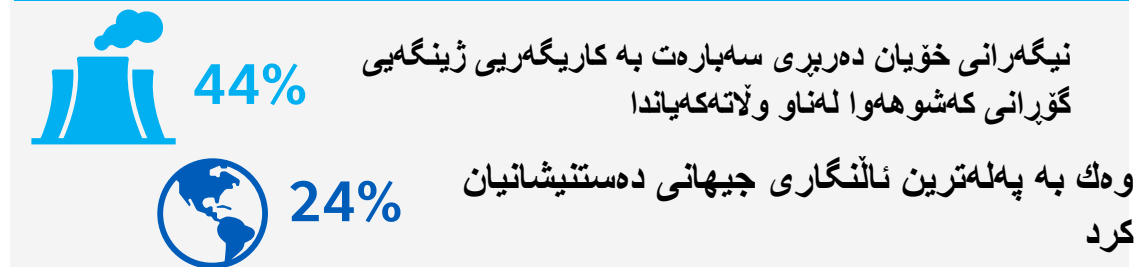 نیگەرانی خۆیان دەربڕی سەبارەت بە کاریگەریی ژینگەیی
گۆڕانی کەشوهەوا لەناو وڵاتەکەیاندا
44%
وەك بە پەلەترین ئاڵنگاری جیهانی دەستنیشانیان
کرد
24%